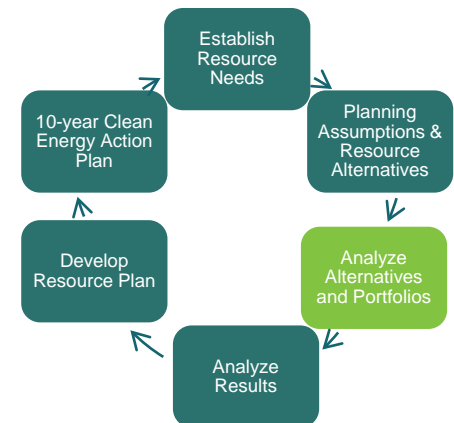 Establish
Resource
Needs
Planning
Assumptions &
Resource
Alternatives
Analyze
Alternatives
and Portfolios
Analyze
Results
Develop
Resource Plan
10-year Clean
Energy Action
Plan